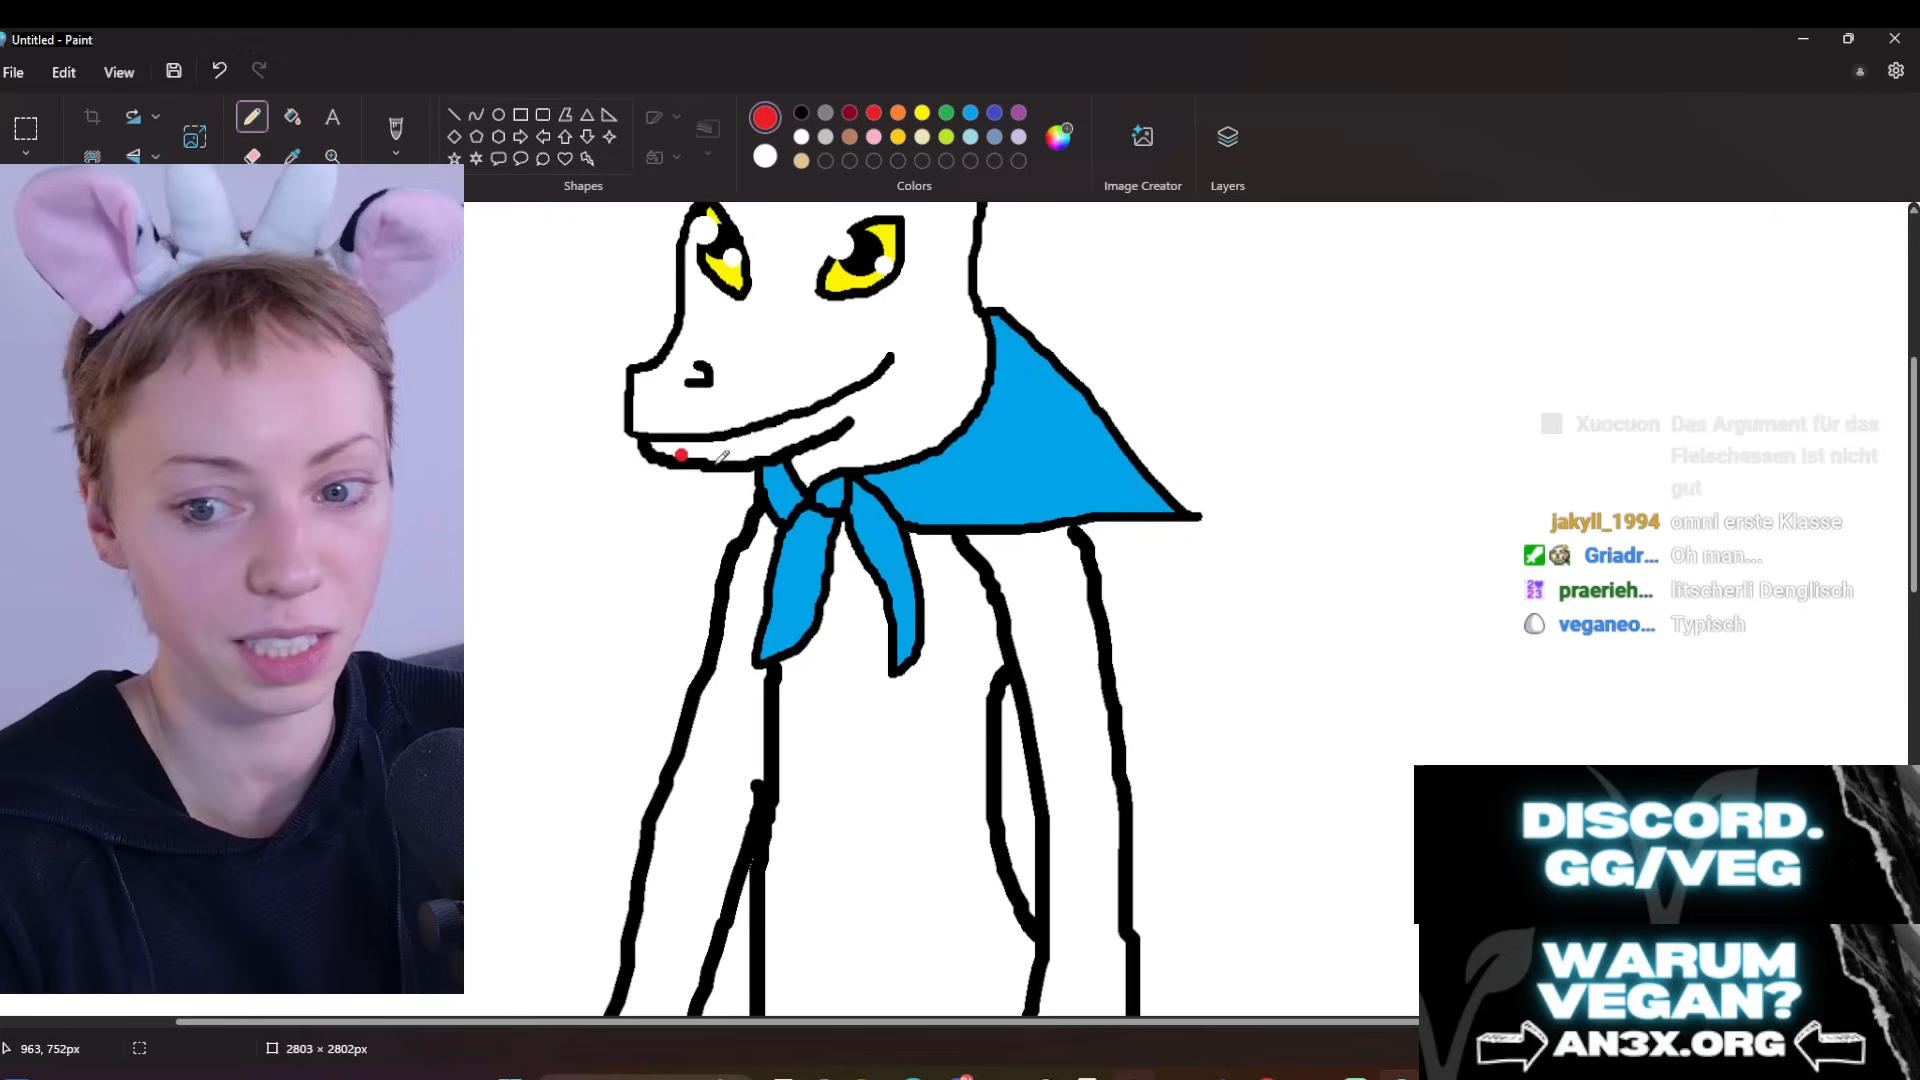 Untitled - Paint
File Edit View
Shapes
Colors
Image Creator
Layers
Xuocuon Das Argument für das
Fleischessen ist nicht
gut
jakyll_1994 omni erste Klasse
Griadr... Oh man...
praerieh... litscherli Denglisch
veganeo... Typisch
DISCORD.
GG/VEG
WARUM
VEGAN?
AN3X.ORG
963, 752px
2803 × 2802px